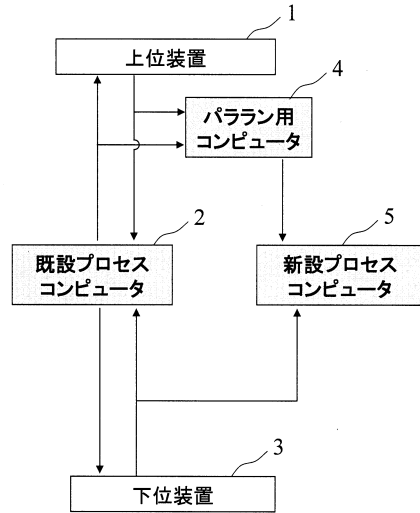 1
上位装置
4
パララン用
コンピュータ
2
既設プロセス
コンピュータ
5
新設プロセス
コンピュータ
3
下位装置